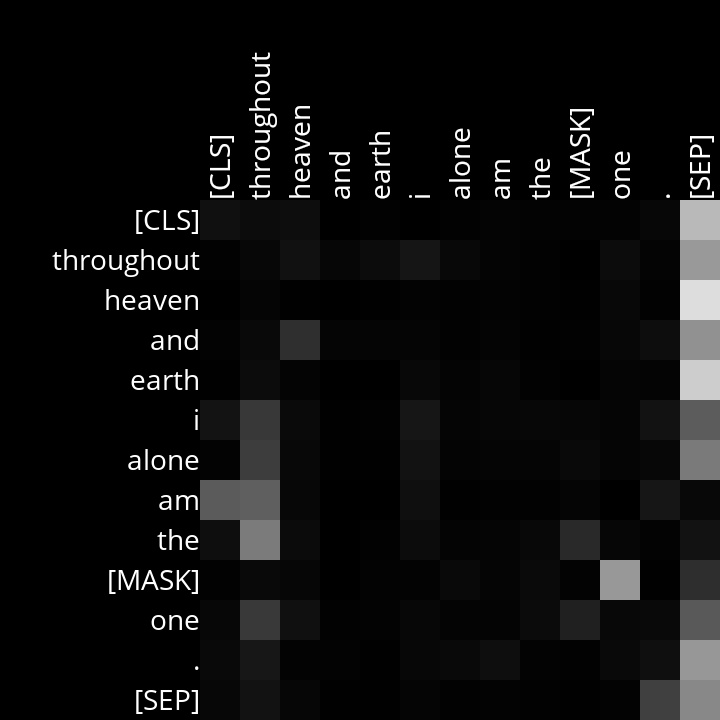 [CLS] throughout heaven and earth i alone am the [MASK] one . [SEP]
[CLS]
throughout
heaven
and
earth
i
alone
am
the
[MASK]
one
.
[SEP]